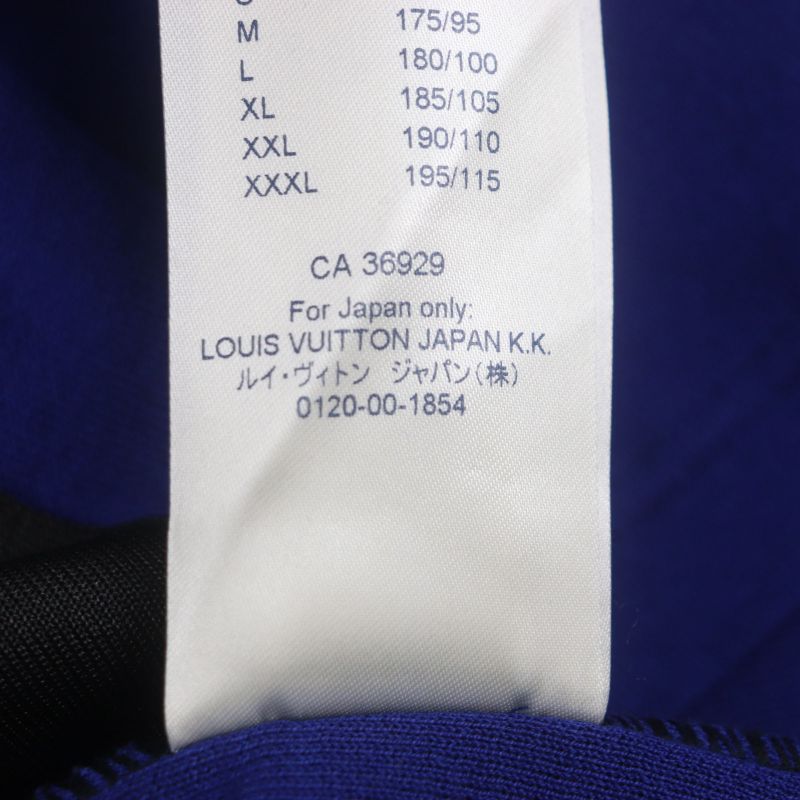 M 175/95
L 180/100
XL 185/105
XXL 190/110
XXXL 195/115
CA 36929
For Japan only:
LOUIS VUITTON JAPAN K.K.
ルイ・ヴィトン ジャパン(株)
0120-00-1854